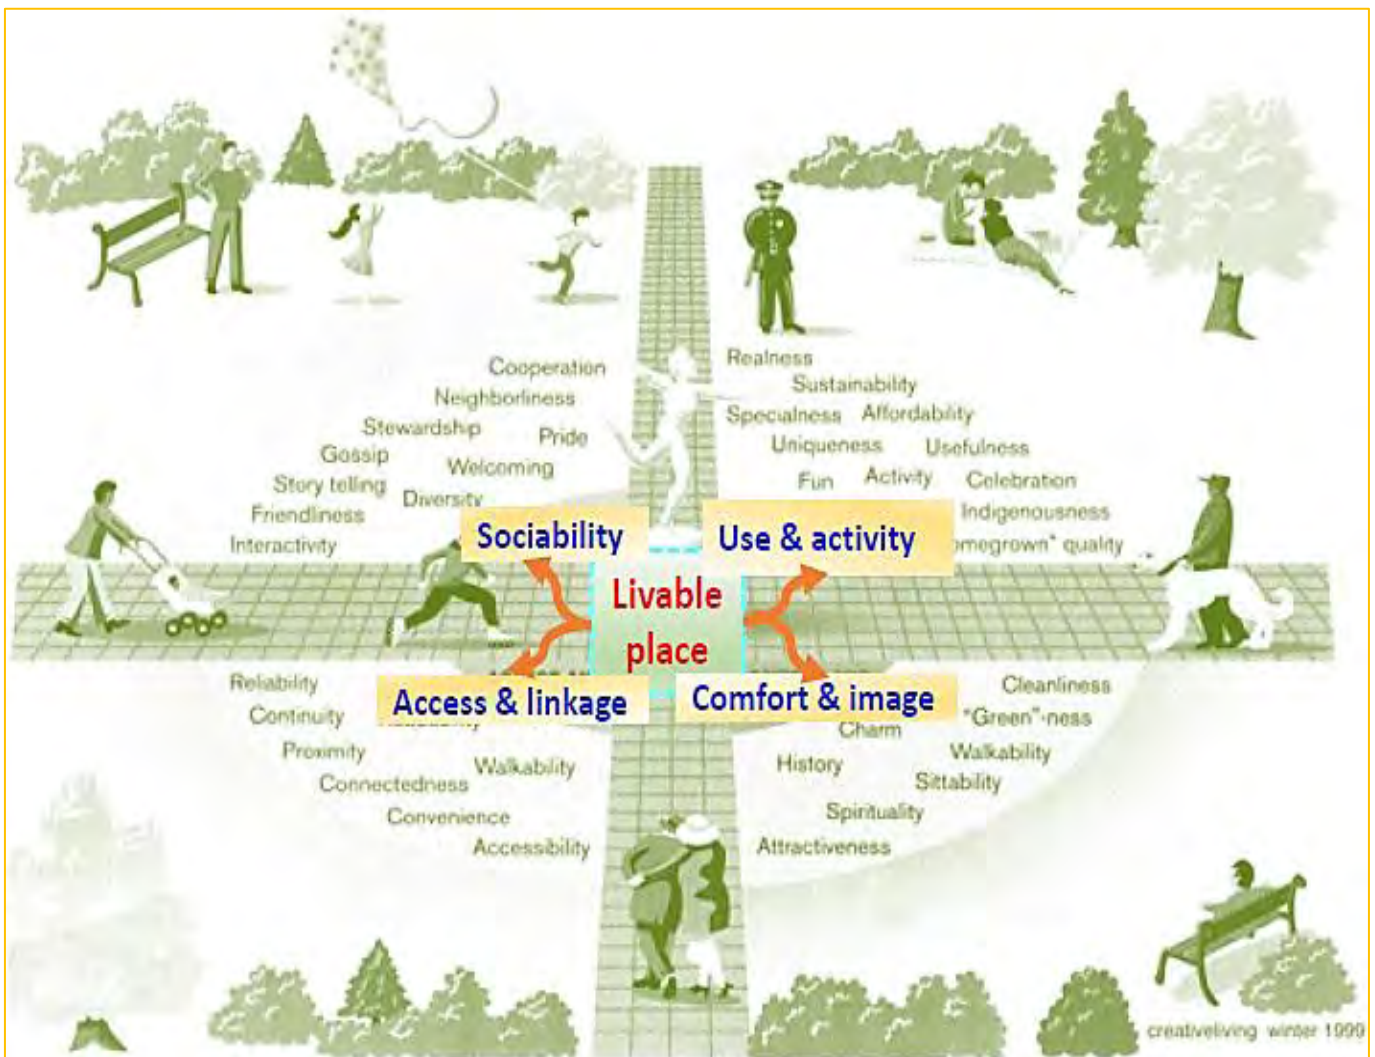 Cooperation
Neighborliness
Stewardship Pride
Gossip
Welcoming
Story telling
Diversity
Friendliness
Interactivity
Realness
Sustainability
Specialness Affordability
Uniqueness Usefulness
Fun Activity Celebration
Indigenousness
omegrown" quality
Sociability
Use & activity
Livable
place
Access & linkage
Comfort & image
Reliability
Continuity
Proximity
Walkability
Connectedness
Convenience
Accessibility
Cleanliness
"Green"-ness
Charm
Walkability
History
Sittability
Spirituality
Attractiveness
creativeliving winter 1999